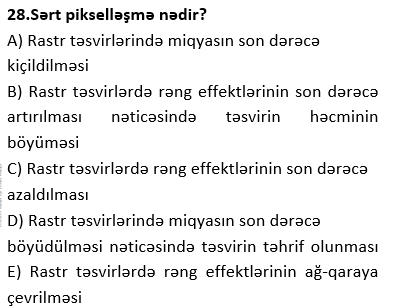 28.Sərt pikselləşmə nədir?
A) Rastr təsvirlərində miqyasın son dərəcə
kiçildilməsi
B) Rastr təsvirlərdə rəng effektlərinin son dərəcə
artırılması nəticəsində təsvirin həcminin
böyüməsi
C) Rastr təsvirlərdə rəng effektlərinin son dərəcə
azaldılması
D) Rastr təsvirlərində miqyasın son dərəcə
böyüdülməsi nəticəsində təsvirin təhrif olunması
E) Rastr təsvirlərdə rəng effektlərinin ağ-qaraya
çevrilməsi